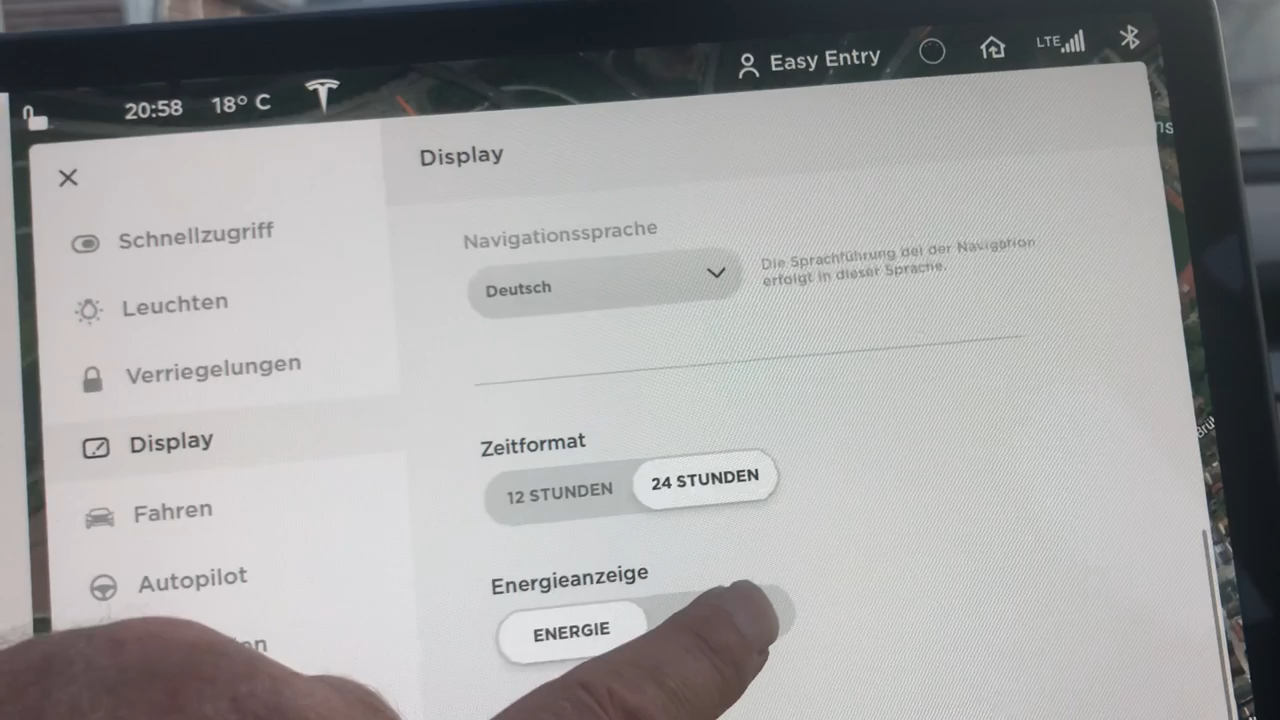 20:58
18° C
Easy Entry
LTE
Schnellzugriff
Leuchten
Verriegelungen
Display
Fahren
Autopilot
Display
Navigationssprache
Deutsch
Die Sprachführung bei der Navigation
erfolgt in dieser Sprache.
Zeitformat
12 STUNDEN
24 STUNDEN
Energieanzeige
ENERGIE